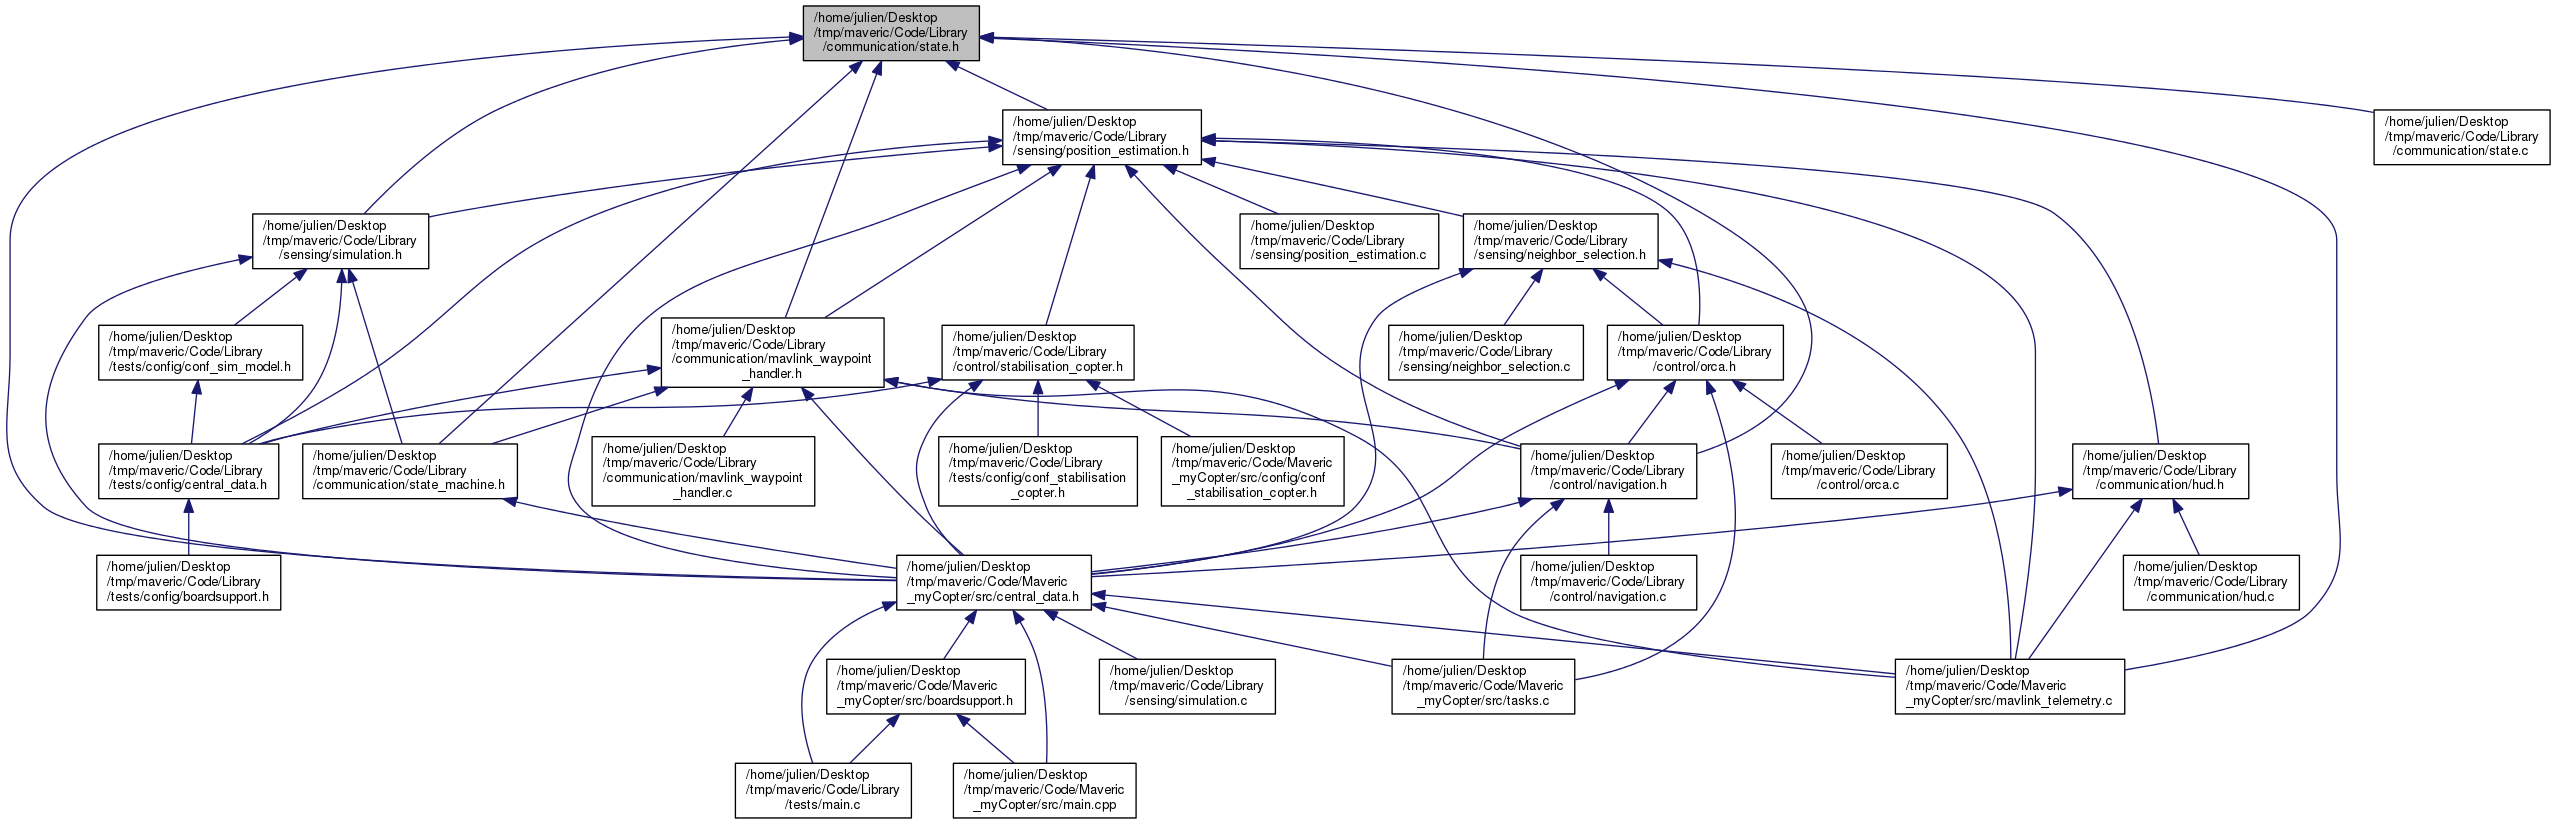 /home/julien/Desktop
/tmp/maveric/Code/Library
/communication/state.h
/home/julien/Desktop
/tmp/maveric/Code/Library
/sensing/position_estimation.h
/home/julien/Desktop
/tmp/maveric/Code/Library
/communication/state.c
/home/julien/Desktop
/tmp/maveric/Code/Library
/sensing/simulation.h
/home/julien/Desktop
/tmp/maveric/Code/Library
/sensing/position_estimation.c
/home/julien/Desktop
/tmp/maveric/Code/Library
/sensing/neighbor_selection.h
/home/julien/Desktop
/tmp/maveric/Code/Library
/tests/config/conf_sim_model.h
/home/julien/Desktop
/tmp/maveric/Code/Library
/communication/mavlink_waypoint
_handler.h
/home/julien/Desktop
/tmp/maveric/Code/Library
/control/stabilisation_copter.h
/home/julien/Desktop
/tmp/maveric/Code/Library
/sensing/neighbor_selection.c
/home/julien/Desktop
/tmp/maveric/Code/Library
/control/orca.h
/home/julien/Desktop
/tmp/maveric/Code/Library
/tests/config/central_data.h
/home/julien/Desktop
/tmp/maveric/Code/Library
/communication/state_machine.h
/home/julien/Desktop
/tmp/maveric/Code/Library
/communication/mavlink_waypoint
_handler.c
/home/julien/Desktop
/tmp/maveric/Code/Library
/tests/config/conf_stabilisation
_copter.h
/home/julien/Desktop
/tmp/maveric/Code/Maveric
_myCopter/src/config/conf
_stabilisation_copter.h
/home/julien/Desktop
/tmp/maveric/Code/Library
/control/navigation.h
/home/julien/Desktop
/tmp/maveric/Code/Library
/control/orca.c
/home/julien/Desktop
/tmp/maveric/Code/Library
/communication/hud.h
/home/julien/Desktop
/tmp/maveric/Code/Library
/tests/config/boardsupport.h
/home/julien/Desktop
/tmp/maveric/Code/Maveric
_myCopter/src/central_data.h
/home/julien/Desktop
/tmp/maveric/Code/Library
/control/navigation.c
/home/julien/Desktop
/tmp/maveric/Code/Library
/communication/hud.c
/home/julien/Desktop
/tmp/maveric/Code/Maveric
_myCopter/src/boardsupport.h
/home/julien/Desktop
/tmp/maveric/Code/Library
/sensing/simulation.c
/home/julien/Desktop
/tmp/maveric/Code/Maveric
_myCopter/src/tasks.c
/home/julien/Desktop
/tmp/maveric/Code/Maveric
_myCopter/src/mavlink_telemetry.c
/home/julien/Desktop
/tmp/maveric/Code/Library
/tests/main.c
/home/julien/Desktop
/tmp/maveric/Code/Maveric
_myCopter/src/main.cpp